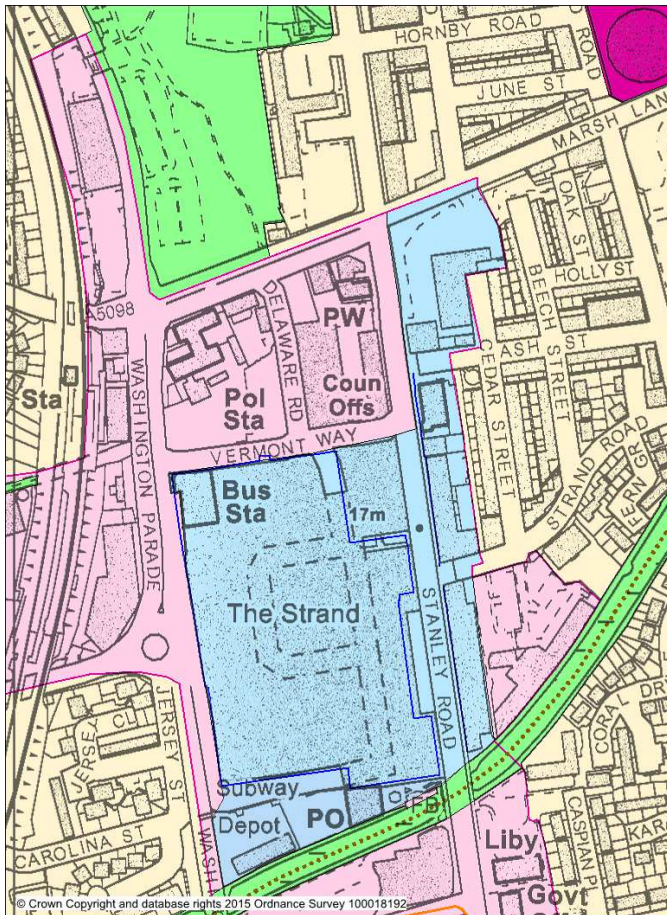 HORNBY ROAD
ROAD
JUNE ST
MARSH LANE
OAK ST
HOLLY ST
BEECH STREET
ASH ST
CEDAR STREET
A5098
DELAWARE RD
PW
Coun
Offs
Pol
Sta
Sta
WASHINGTON PARADE
VERMONT WAY
Bus
Sta
17m
STRAND ROAD
FERN GR
The Strand
STANLEY ROAD
JERSEY
CL
JERSEY ST
CORAL DR
Subway
Depot
PO
FB
WASH
CAROLINA ST
CASPIAN PL
KARS
Liby
Govt
© Crown Copyright and database rights 2015 Ordnance Survey 100018192